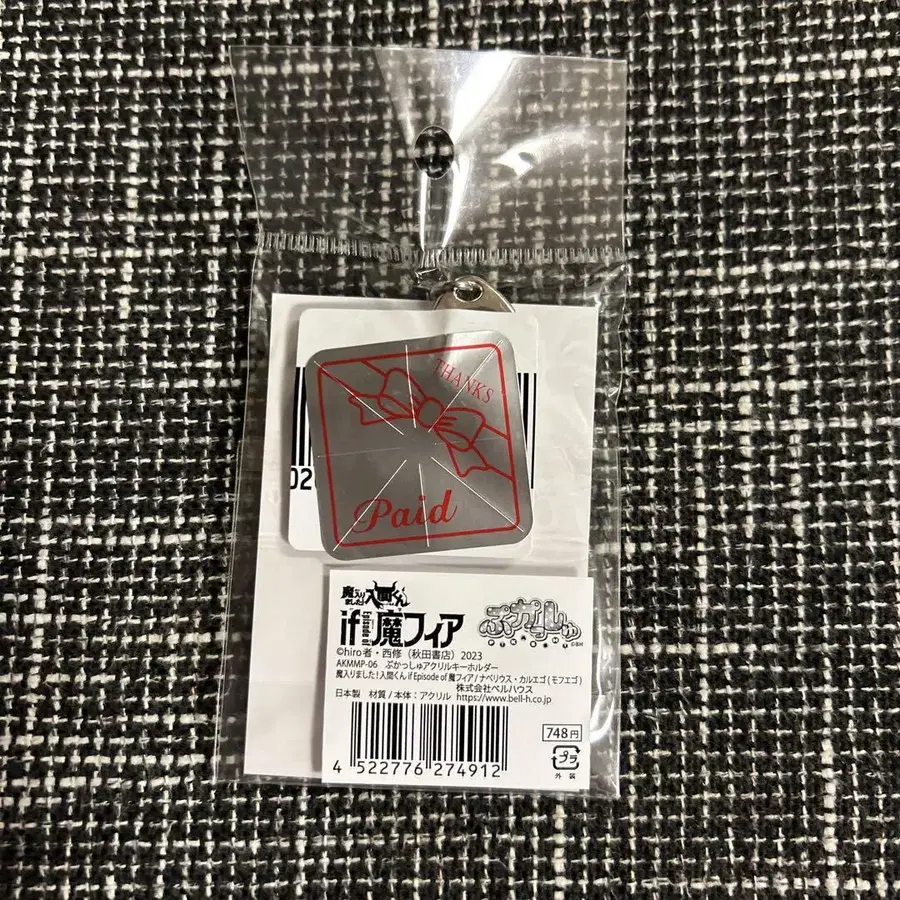 THANKS
02
Paid
魔入りました!入間くん
if Episode of 魔フィア
ぷかっしゅ
PUKASHU
©hiro者・西修(秋田書店)2023
AKMMP-06 ぷかっしゅアクリルキーホルダー
魔入りました!入間くん if Episode of 魔フィア/ナベリウス・カルエゴ(モフエゴ)
株式会社ベルハウス
日本製 材質/本体:アクリル https://www.bell-h.co.jp
748円
4 522776 274912
プラ
外装